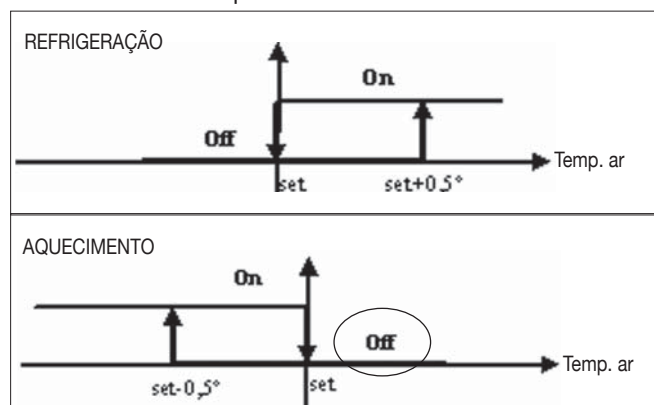 REFRIGERAÇÃO
On
Off
Temp. ar
set
set+0.5°
AQUECIMENTO
On
Off
Temp. ar
set-0,5°
set